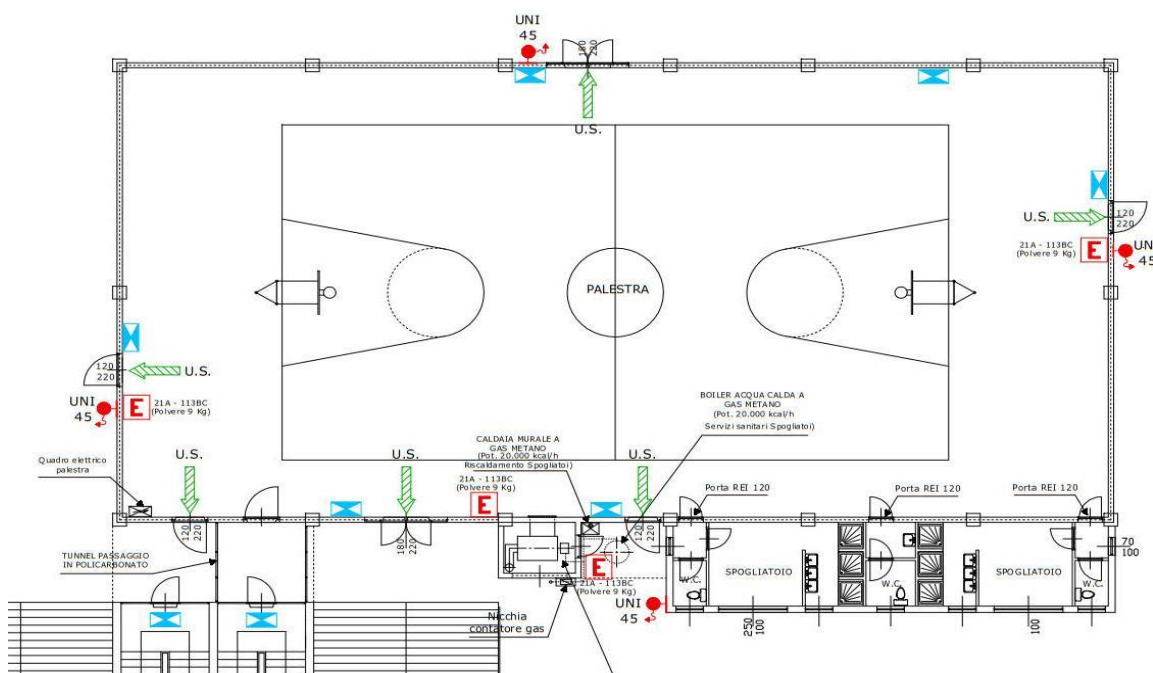 UNI
45
180
220
U.S.
U.S.
120
220
21A - 113BC
(Polvere 9 Kg)
E
UN
45
PALESTRA
120
220
U.S.
UNI
45
E
21A - 113BC
(Polvere 9 Kg)
BOILER ACQUA CALDA A
GAS METANO
(Pot. 20.000 kcal/h
Servizi sanitari Spogliatoi)
CALDAIA MURALE A
GAS METANO
(Pot. 20.000 kcal/h
Riscaldamento Spogliatoi)
Quadro elettrico
palestra
U.S.
U.S.
U.S.
21A - 113BC
(Polvere 9 Kg)
E
Porta REI 120
Porta REI 120
Porta REI 120
120
220
180
220
120
220
70
100
TUNNEL PASSAGGIO
IN POLICARBONATO
E
21A - 113BC
(Polvere 9 Kg)
W.C.
SPOGLIATOIO
W.C.
SPOGLIATOIO
W.C.
UNI
45
Nicchia
contatore gas
250
100
100